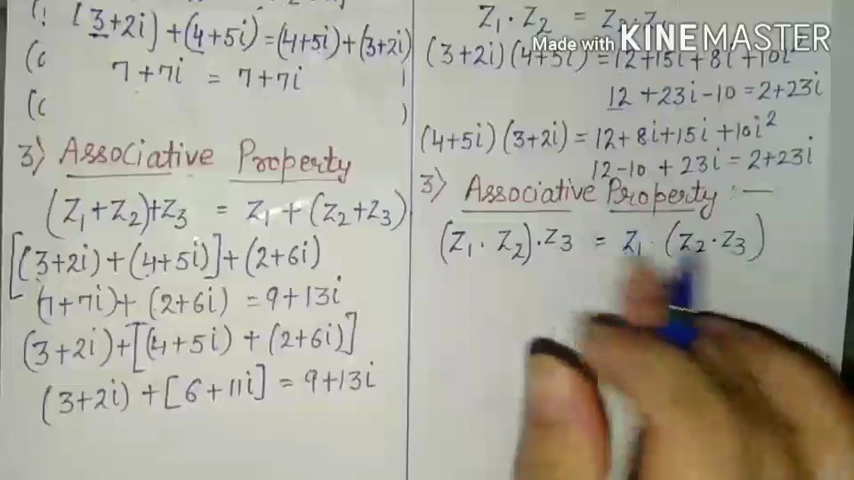 (3+2i)+(4+5i)=(4+5i)+(3+2i)
7+7i = 7+7i
3) Associative Property
(Z₁+Z₂)+Z₃ = Z₁+(Z₂+Z₃)
[(3+2i)+(4+5i)]+(2+6i)
(7+7i)+(2+6i)=9+13i
(3+2i)+[(4+5i)+(2+6i)]
(3+2i)+[6+11i]=9+13i
Z₁·Z₂ =
Made with KINEMASTER
(3+2i)(4+5i)=12+15i+8i+10i²
12+23i-10=2+23i
(4+5i)(3+2i)=12+8i+15i+10i²
12-10+23i=2+23i
3) Associative Property:—
(Z₁·Z₂)·Z₃ = Z₁·(Z₂·Z₃)